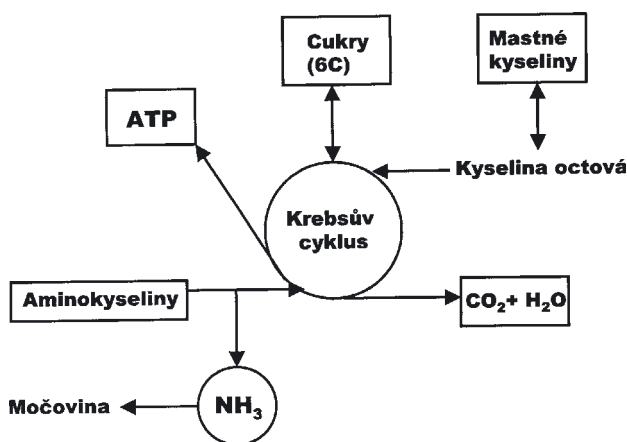 Cukry
(6C)
Mastné
kyseliny
ATP
Kyselina octová
Krebsův
cyklus
Aminokyseliny
CO₂+ H₂O
Močovina
NH₃